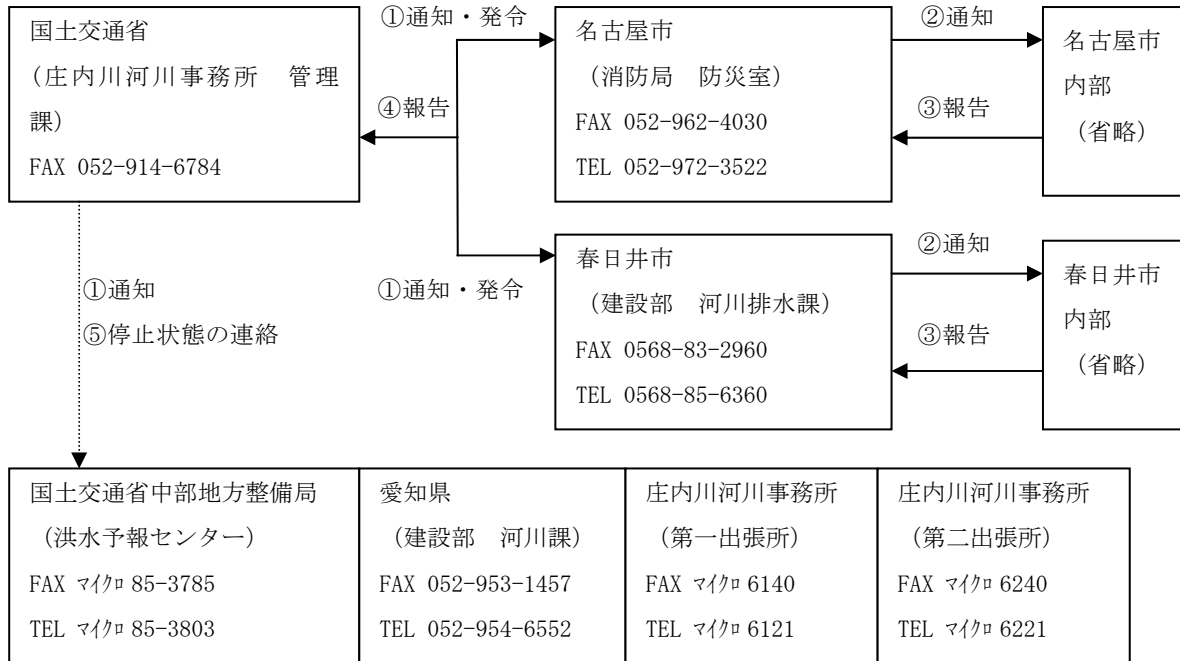 国土交通省
（庄内川河川事務所　管理
課）
FAX 052-914-6784
①通知・発令
④報告
名古屋市
（消防局　防災室）
FAX 052-962-4030
TEL 052-972-3522
②通知
③報告
名古屋市
内部
（省略）
①通知・発令
春日井市
（建設部　河川排水課）
FAX 0568-83-2960
TEL 0568-85-6360
②通知
③報告
春日井市
内部
（省略）
①通知
⑤停止状態の連絡
国土交通省中部地方整備局
（洪水予報センター）
FAX ﾏｲｸﾛ 85-3785
TEL ﾏｲｸﾛ 85-3803
愛知県
（建設部　河川課）
FAX 052-953-1457
TEL 052-954-6552
庄内川河川事務所
（第一出張所）
FAX ﾏｲｸﾛ 6140
TEL ﾏｲｸﾛ 6121
庄内川河川事務所
（第二出張所）
FAX ﾏｲｸﾛ 6240
TEL ﾏｲｸﾛ 6221